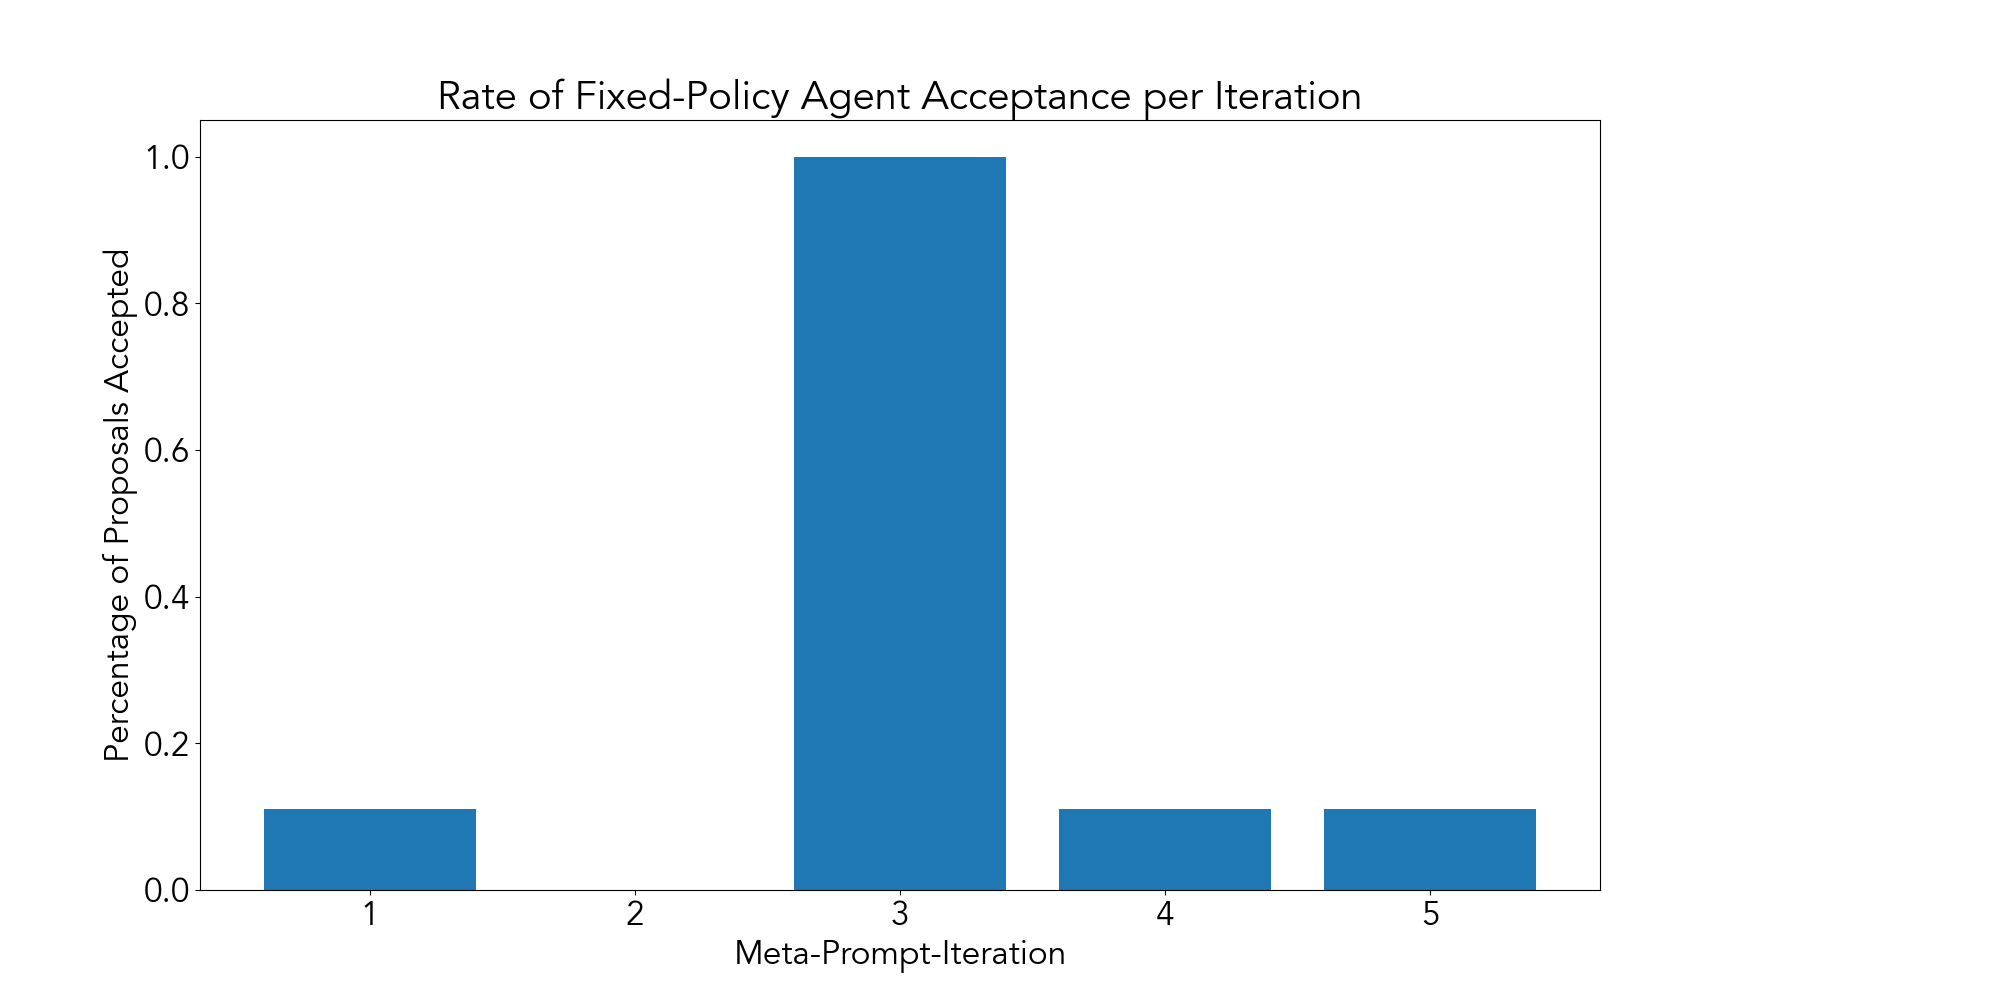 Rate of Fixed-Policy Agent Acceptance per Iteration
Percentage of Proposals Accepted
1.0
0.8
0.6
0.4
0.2
0.0
1 2 3 4 5
Meta-Prompt-Iteration